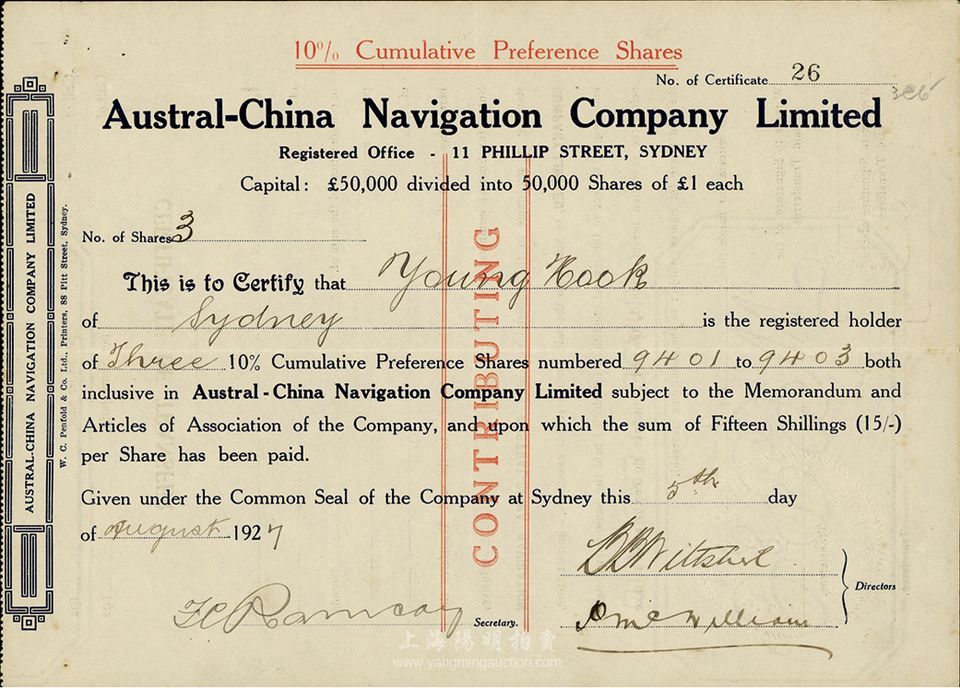 10% Cumulative Preference Shares
No. of Certificate 26
Austral-China Navigation Company Limited
Registered Office - 11 PHILLIP STREET, SYDNEY
Capital: £50,000 divided into 50,000 Shares of £1 each
No. of Shares 3
This is to Certify that Young Hook
of Sydney is the registered holder
of Three 10% Cumulative Preference Shares numbered 9401 to 9403 both
inclusive in Austral-China Navigation Company Limited subject to the Memorandum and
Articles of Association of the Company, and upon which the sum of Fifteen Shillings (15/-)
per Share has been paid.
Given under the Common Seal of the Company at Sydney this 5th day
of August 1927
Directors
Secretary.
CONTRIBUTING
AUSTRAL-CHINA NAVIGATION COMPANY LIMITED
W. C. Penfold & Co. Ltd., Printers, 88 Pitt Street, Sydney.
上海陽明拍賣
www.yangmingauction.com